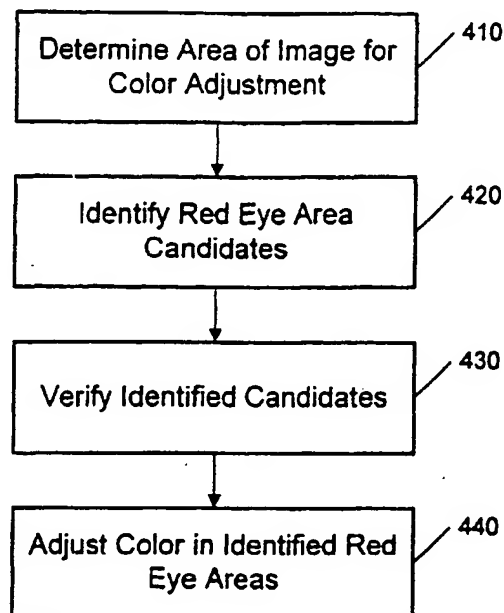 410
Determine Area of Image for
Color Adjustment
420
Identify Red Eye Area
Candidates
430
Verify Identified Candidates
440
Adjust Color in Identified Red
Eye Areas